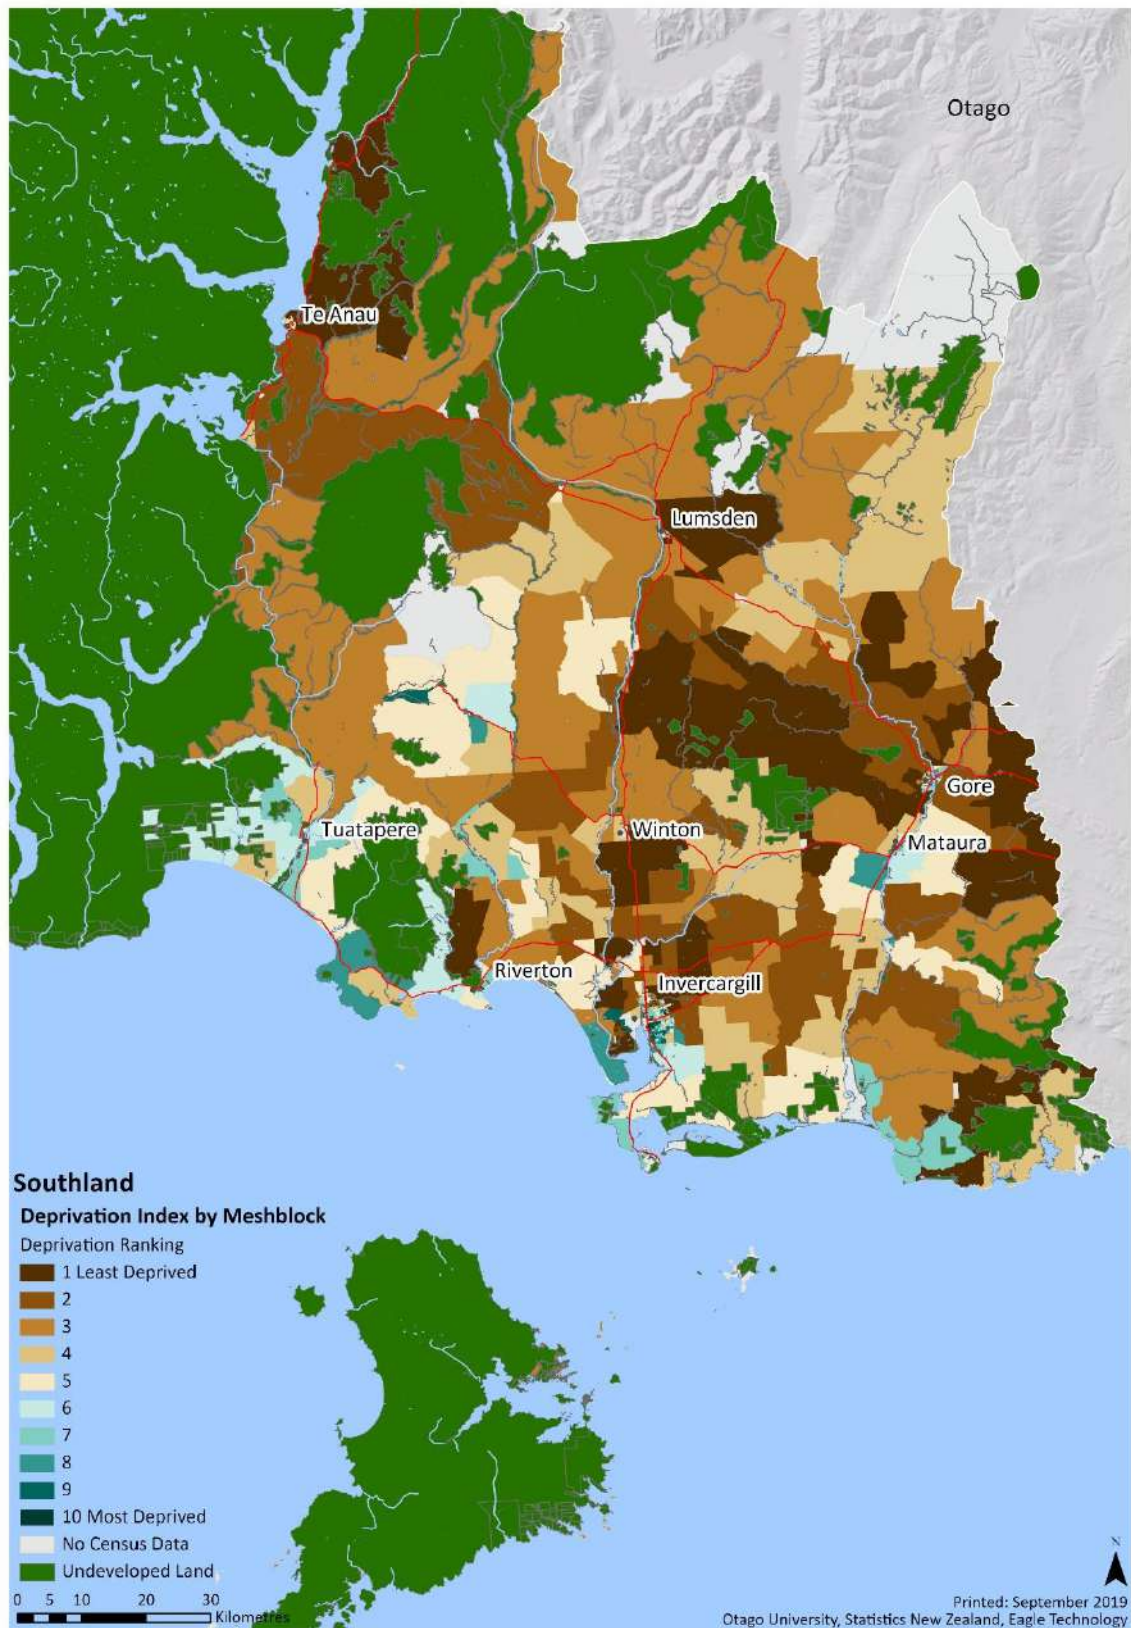 Otago
Te Anau
Lumsden
Gore
Winton
Mataura
Tuatapere
Riverton
Invercargill
Southland
Deprivation Index by Meshblock
Deprivation Ranking
1 Least Deprived
2
3
4
5
6
7
8
9
10 Most Deprived
No Census Data
Undeveloped Land
0 5 10 20 30
Kilometres
N
Printed: September 2019
Otago University, Statistics New Zealand, Eagle Technology